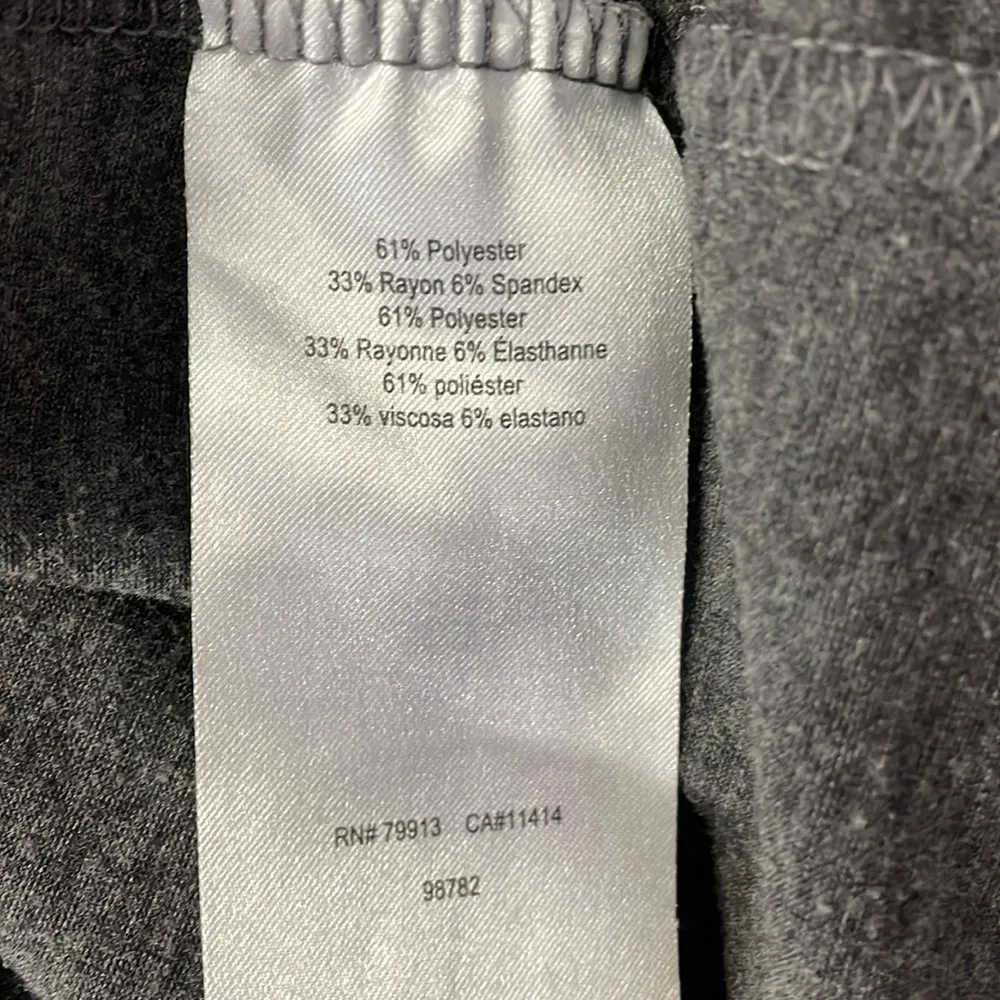 61% Polyester
33% Rayon 6% Spandex
61% Polyester
33% Rayonne 6% Élasthanne
61% poliéster
33% viscosa 6% elastano
RN# 79913 CA#11414
98782